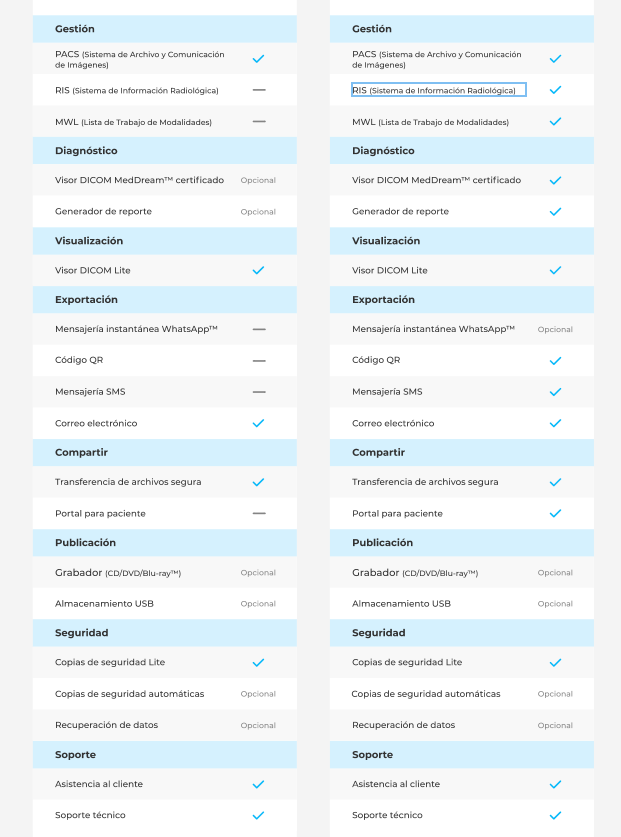 Gestión
PACS (Sistema de Archivo y Comunicación
de Imágenes)
RIS (Sistema de Información Radiológica)
MWL (Lista de Trabajo de Modalidades)
Diagnóstico
Visor DICOM MedDream™ certificado Opcional
Generador de reporte Opcional
Visualización
Visor DICOM Lite
Exportación
Mensajería instantánea WhatsApp™
Código QR
Mensajería SMS
Correo electrónico
Compartir
Transferencia de archivos segura
Portal para paciente
Publicación
Grabador (CD/DVD/Blu-ray™) Opcional
Almacenamiento USB Opcional
Seguridad
Copias de seguridad Lite
Copias de seguridad automáticas Opcional
Recuperación de datos Opcional
Soporte
Asistencia al cliente
Soporte técnico
Gestión
PACS (Sistema de Archivo y Comunicación
de Imágenes)
RIS (Sistema de Información Radiológica)
MWL (Lista de Trabajo de Modalidades)
Diagnóstico
Visor DICOM MedDream™ certificado
Generador de reporte
Visualización
Visor DICOM Lite
Exportación
Mensajería instantánea WhatsApp™ Opcional
Código QR
Mensajería SMS
Correo electrónico
Compartir
Transferencia de archivos segura
Portal para paciente
Publicación
Grabador (CD/DVD/Blu-ray™) Opcional
Almacenamiento USB Opcional
Seguridad
Copias de seguridad Lite
Copias de seguridad automáticas Opcional
Recuperación de datos Opcional
Soporte
Asistencia al cliente
Soporte técnico